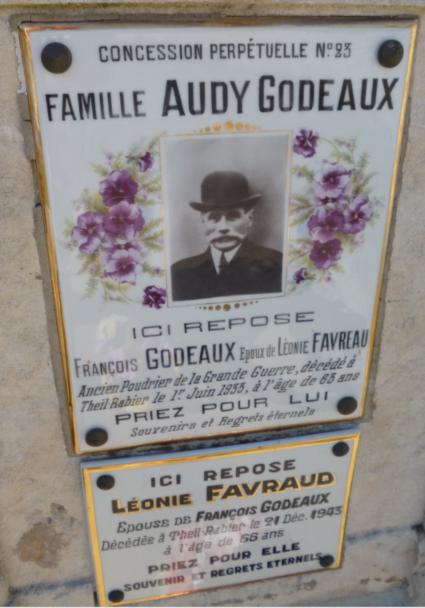 CONCESSION PERPÉTUELLE Nº23
FAMILLE AUDY GODEAUX
ICI REPOSE
FRANÇOIS GODEAUX Epoux de LÉONIE FAVREAU
Ancien Poudrier de la Grande Guerre, décédé à
Theil Rabier le 1er Juin 1933, à l'âge de 65 ans
PRIEZ POUR LUI
Souvenirs et Regrets éternels
ICI REPOSE
LÉONIE FAVRAUD
EPOUSE DE FRANÇOIS GODEAUX
Décédée à Theil-Rabier le 21 Déc. 1943
à l'âge de 66 ans
PRIEZ POUR ELLE
SOUVENIR ET REGRETS ETERNELS